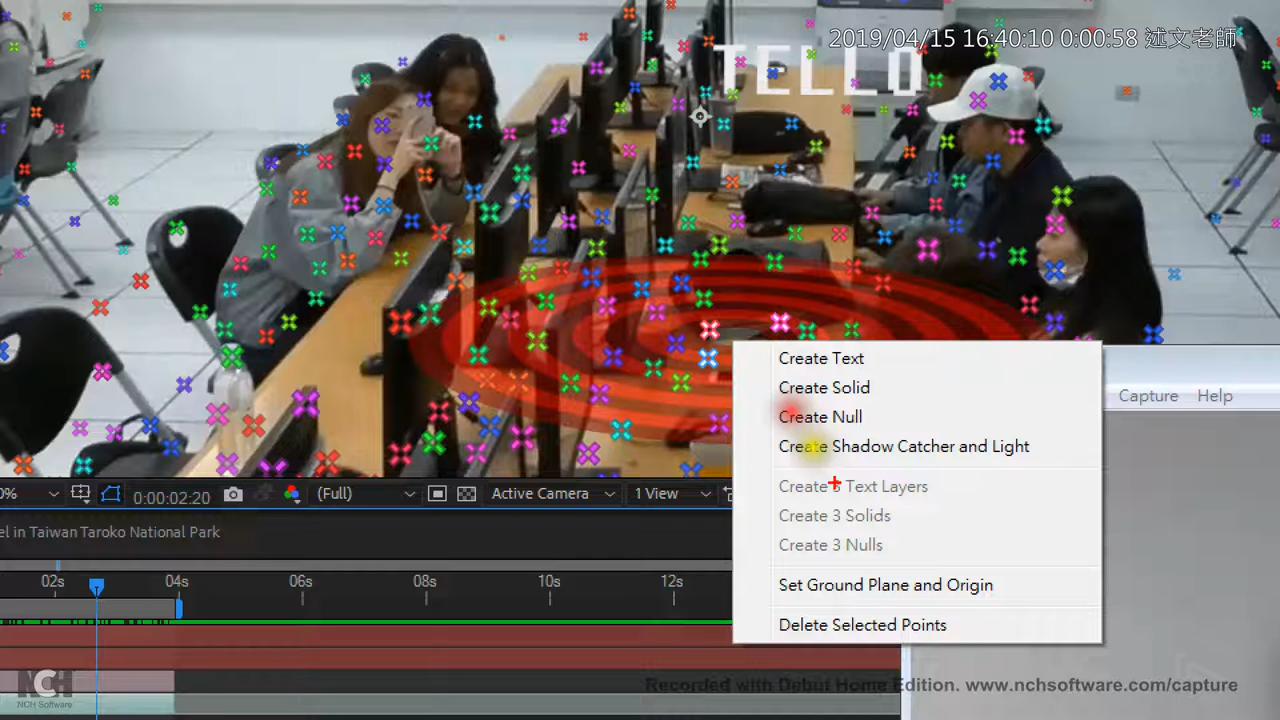 2019/04/15 16:40:10 0:00:58 述文老師
TELLO
Create Text
Create Solid
Create Null
Create Shadow Catcher and Light
Create 3 Text Layers
Create 3 Solids
Create 3 Nulls
Set Ground Plane and Origin
Delete Selected Points
Capture Help
0% 0:00:02:20 (Full) Active Camera 1 View
el in Taiwan Taroko National Park
02s 04s 06s 08s 10s 12s
NCH
NCH Software
Recorded with Debut Home Edition. www.nchsoftware.com/capture